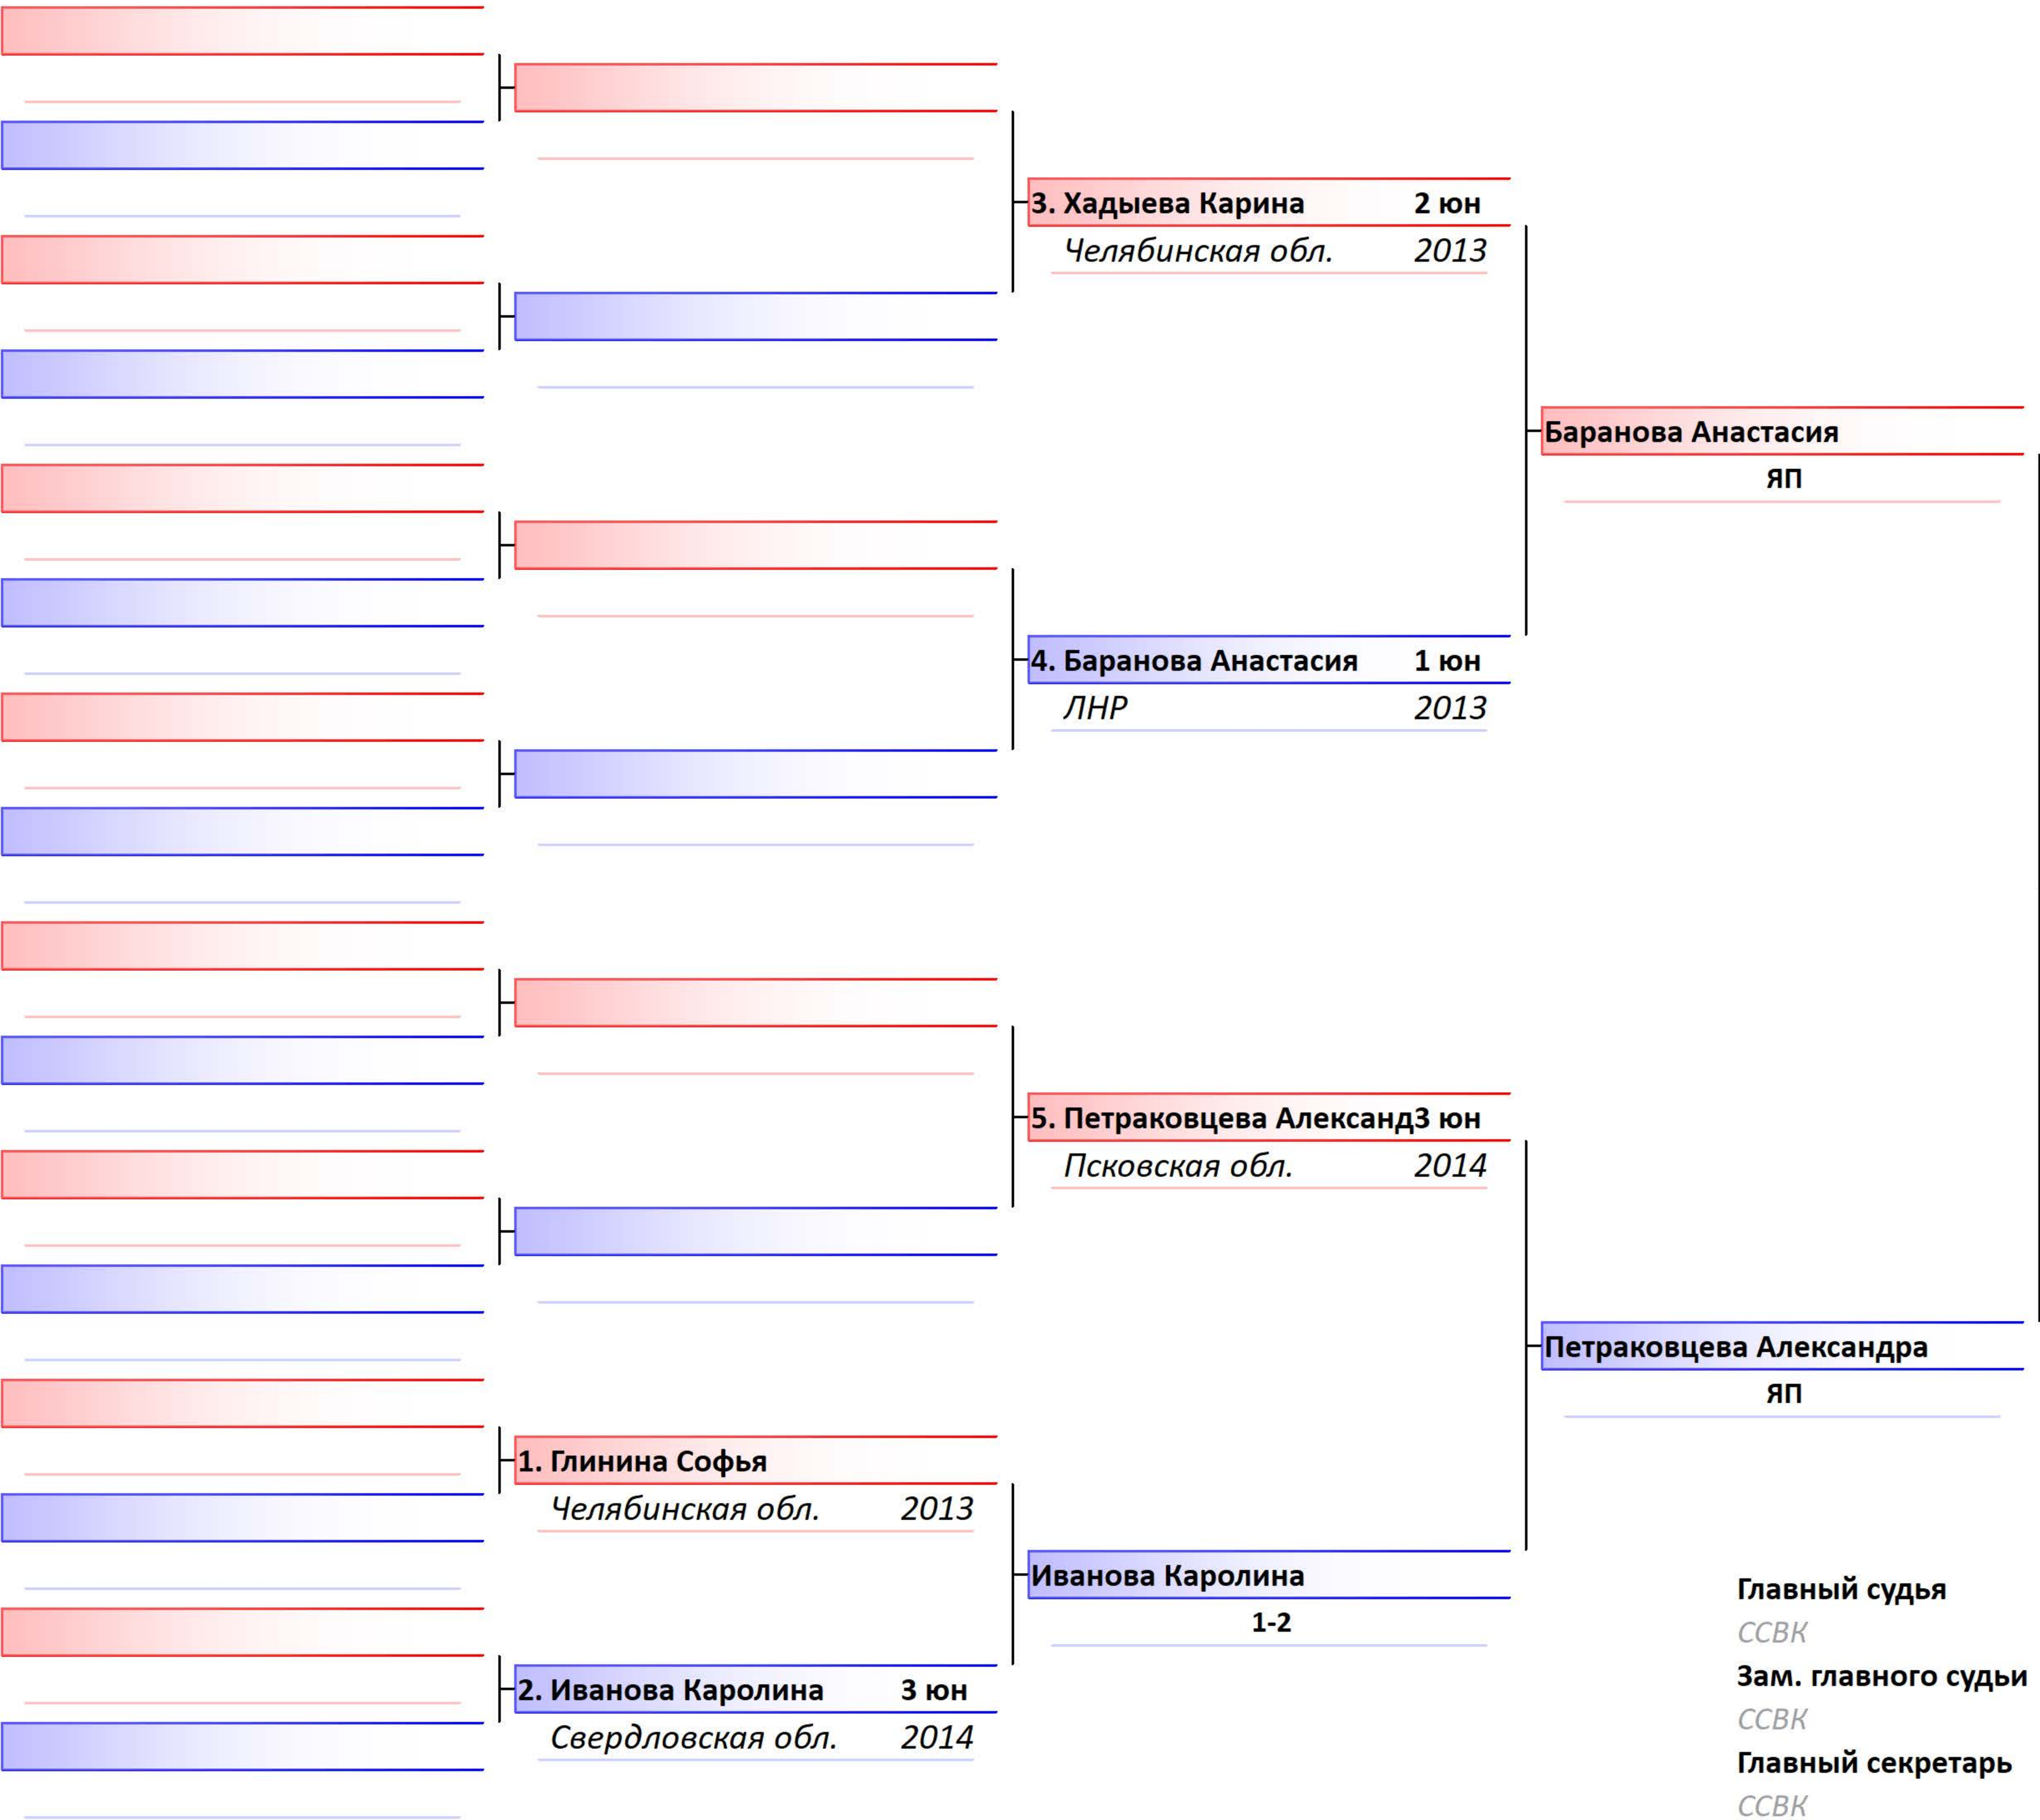 3. Хадыева Карина 2 юн
Челябинская обл. 2013
Баранова Анастасия
ЯП
4. Баранова Анастасия 1 юн
ЛНР 2013
5. Петраковцева Александ3 юн
Псковская обл. 2014
Петраковцева Александра
ЯП
1. Глинина Софья
Челябинская обл. 2013
Иванова Каролина
1-2
2. Иванова Каролина 3 юн
Свердловская обл. 2014
Главный судья
ССВК
Зам. главного судьи
ССВК
Главный секретарь
ССВК